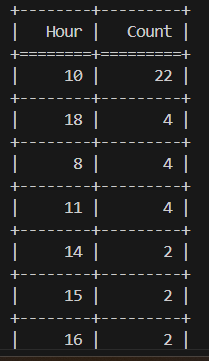 +--------+---------+
|   Hour |   Count |
+========+=========+
|     10 |      22 |
+--------+---------+
|     18 |       4 |
+--------+---------+
|      8 |       4 |
+--------+---------+
|     11 |       4 |
+--------+---------+
|     14 |       2 |
+--------+---------+
|     15 |       2 |
+--------+---------+
|     16 |       2 |